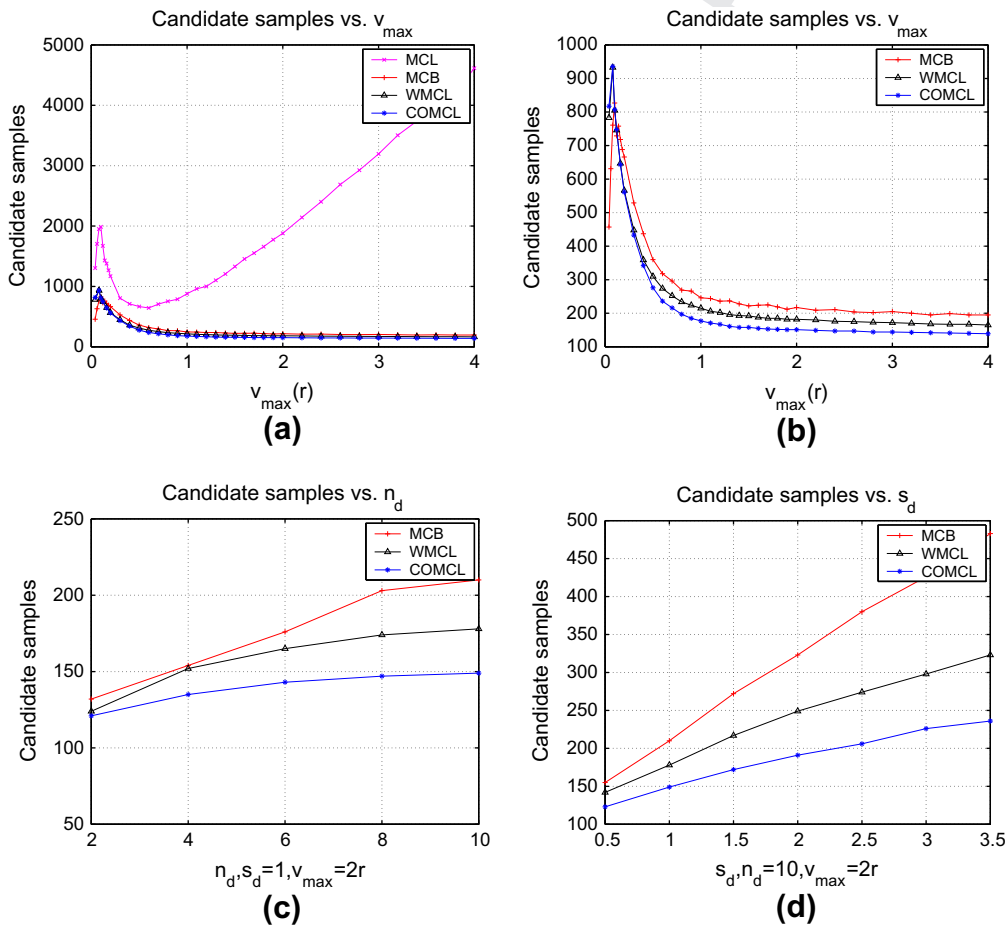 Candidate samples vs. v_max
Candidate samples
5000
4000
3000
2000
1000
0
MCL
MCB
WMCL
COMCL
0 1 2 3 4
v_max(r)
(a)
Candidate samples vs. v_max
Candidate samples
1000
900
800
700
600
500
400
300
200
100
MCB
WMCL
COMCL
0 1 2 3 4
v_max(r)
(b)
Candidate samples vs. n_d
Candidate samples
250
200
150
100
50
MCB
WMCL
COMCL
2 4 6 8 10
n_d,s_d=1,v_max=2r
(c)
Candidate samples vs. s_d
Candidate samples
500
450
400
350
300
250
200
150
100
MCB
WMCL
COMCL
0.5 1 1.5 2 2.5 3 3.5
s_d,n_d=10,v_max=2r
(d)